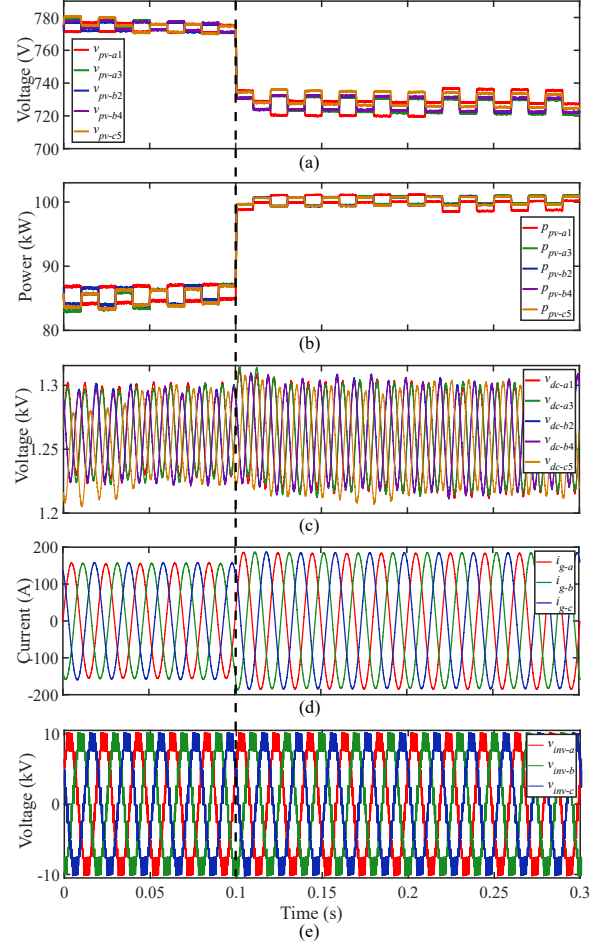 780
760
740
720
700
Voltage (V)
v_pv-a1
v_pv-a3
v_pv-b2
v_pv-b4
v_pv-c5
(a)
100
90
80
Power (kW)
p_pv-a1
p_pv-a3
p_pv-b2
p_pv-b4
p_pv-c5
(b)
1.3
1.25
1.2
Voltage (kV)
v_dc-a1
v_dc-a3
v_dc-b2
v_dc-b4
v_dc-c5
(c)
200
100
0
-100
-200
Current (A)
i_g-a
i_g-b
i_g-c
(d)
10
0
-10
Voltage (kV)
v_inv-a
v_inv-b
v_inv-c
0 0.05 0.1 0.15 0.2 0.25 0.3
Time (s)
(e)